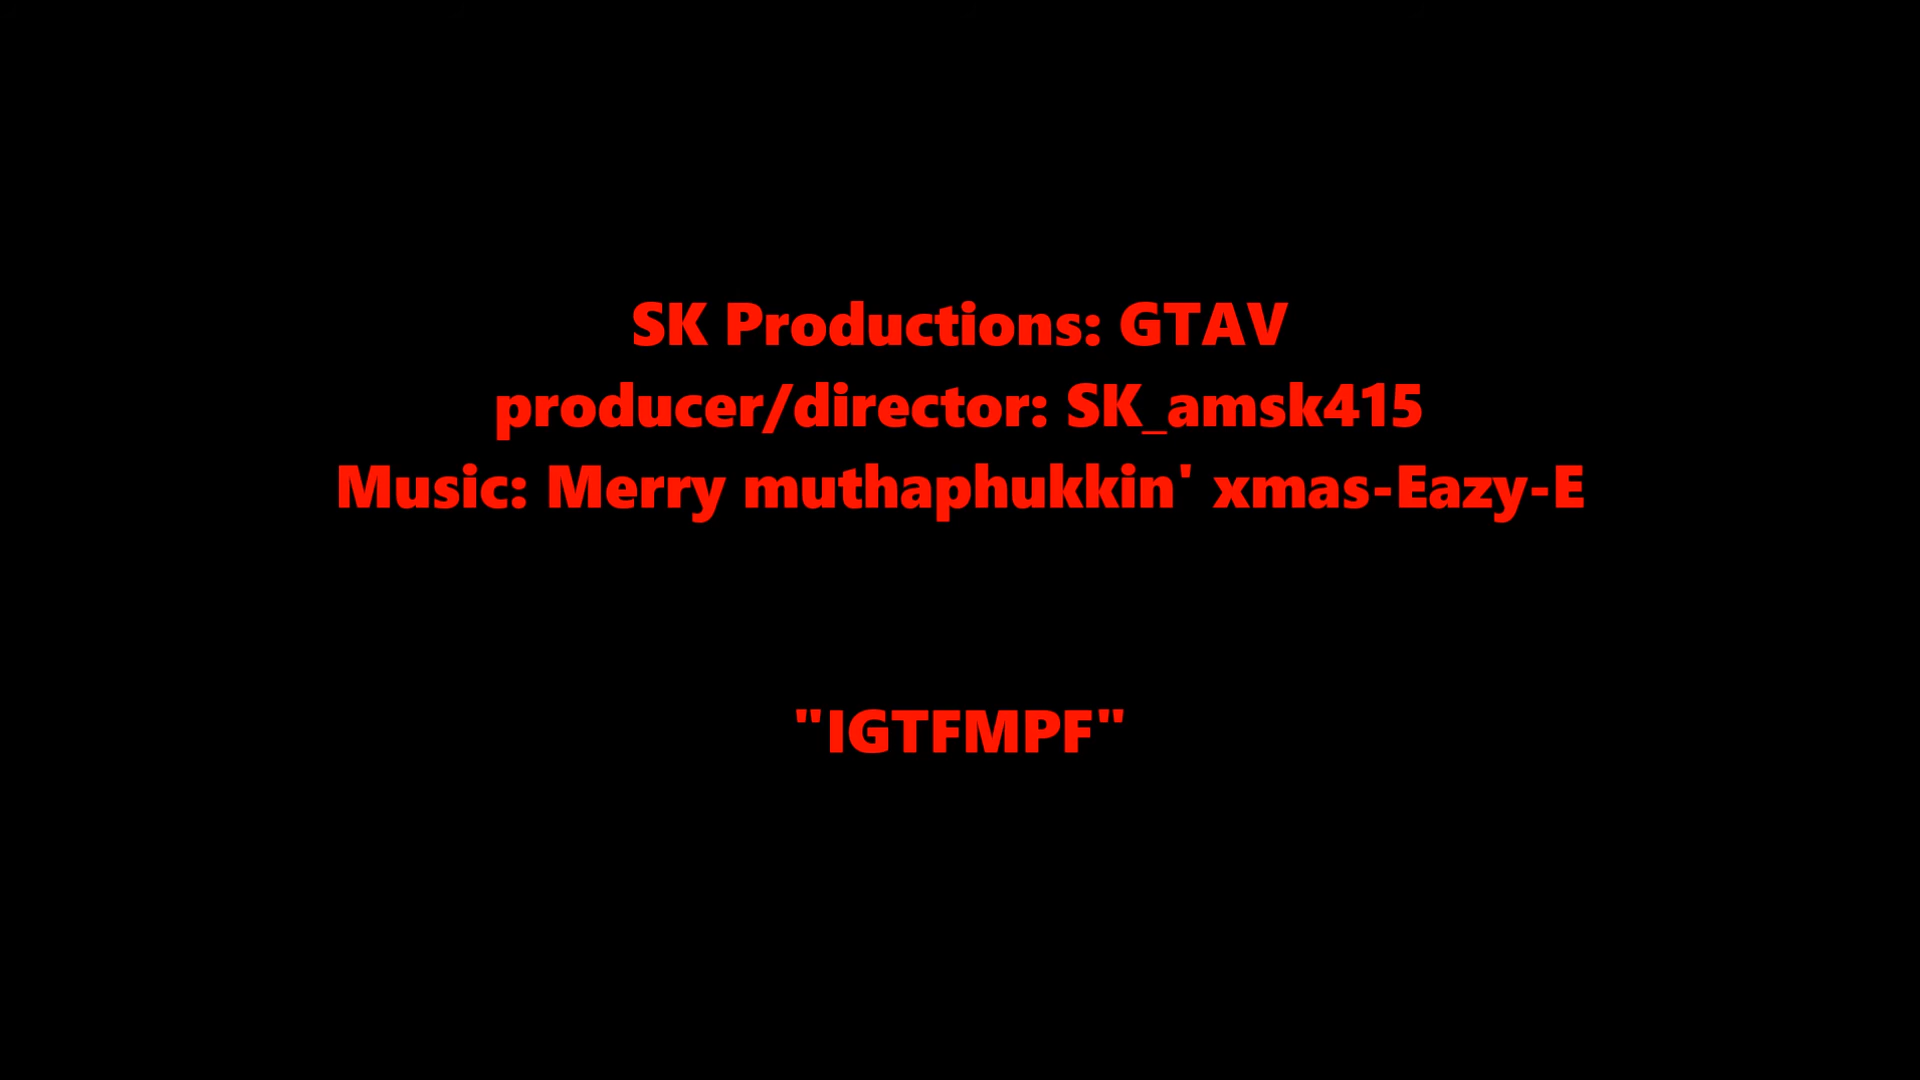 SK Productions: GTAV
producer/director: SK_amsk415
Music: Merry muthaphukkin' xmas-Eazy-E
"IGTFMPF"